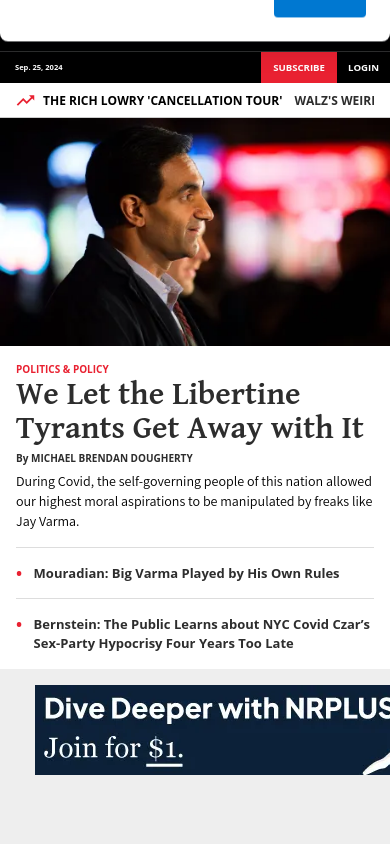 Sep. 25, 2024
SUBSCRIBE
LOGIN
THE RICH LOWRY 'CANCELLATION TOUR'
WALZ'S
POLITICS & POLICY
We Let the Libertine
Tyrants Get Away with It
By MICHAEL BRENDAN DOUGHERTY
During Covid, the self-governing people of this nation allowed
our highest moral aspirations to be manipulated by freaks like
Jay Varma.
Mouradian: Big Varma Played by His Own Rules
Bernstein: The Public Learns about NYC Covid Czar’s
Sex-Party Hypocrisy Four Years Too Late
Dive Deeper with NRPLUS
Join for $1.